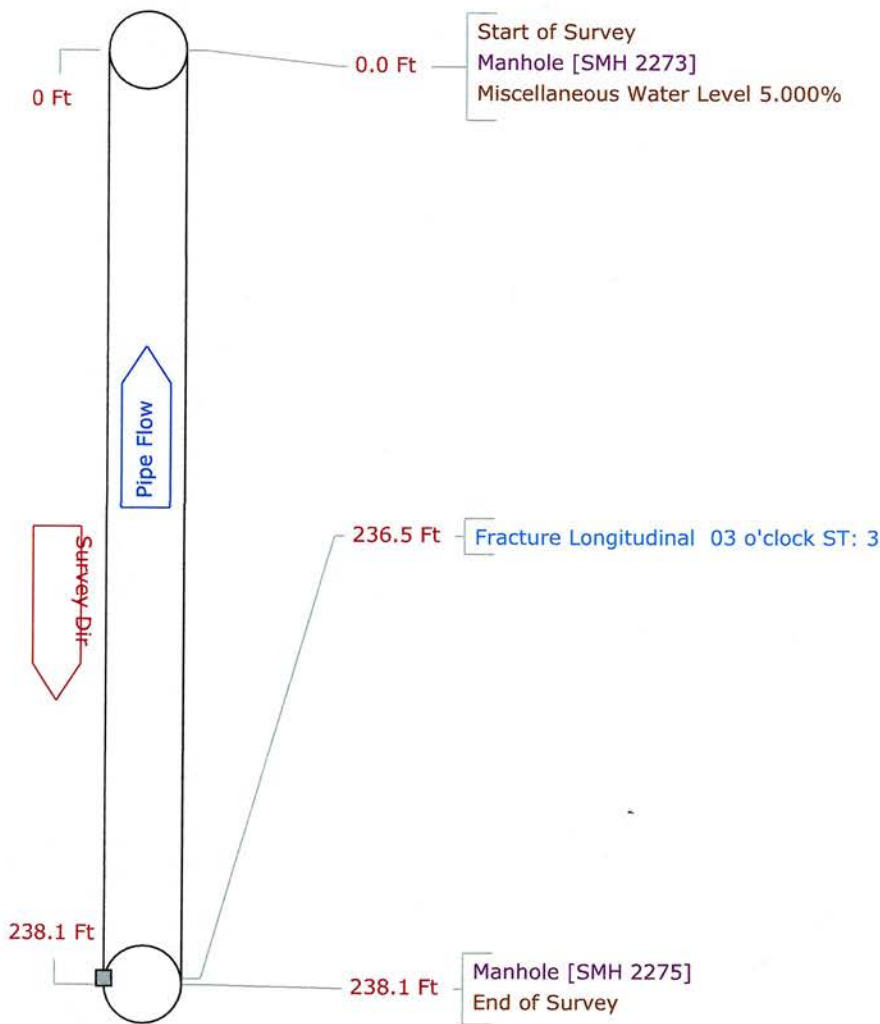 Start of Survey
0.0 Ft
Manhole [SMH 2273]
0 Ft
Miscellaneous Water Level 5.000%
Pipe Flow
Survey Dir
236.5 Ft
Fracture Longitudinal 03 o'clock ST: 3
238.1 Ft
238.1 Ft
Manhole [SMH 2275]
End of Survey